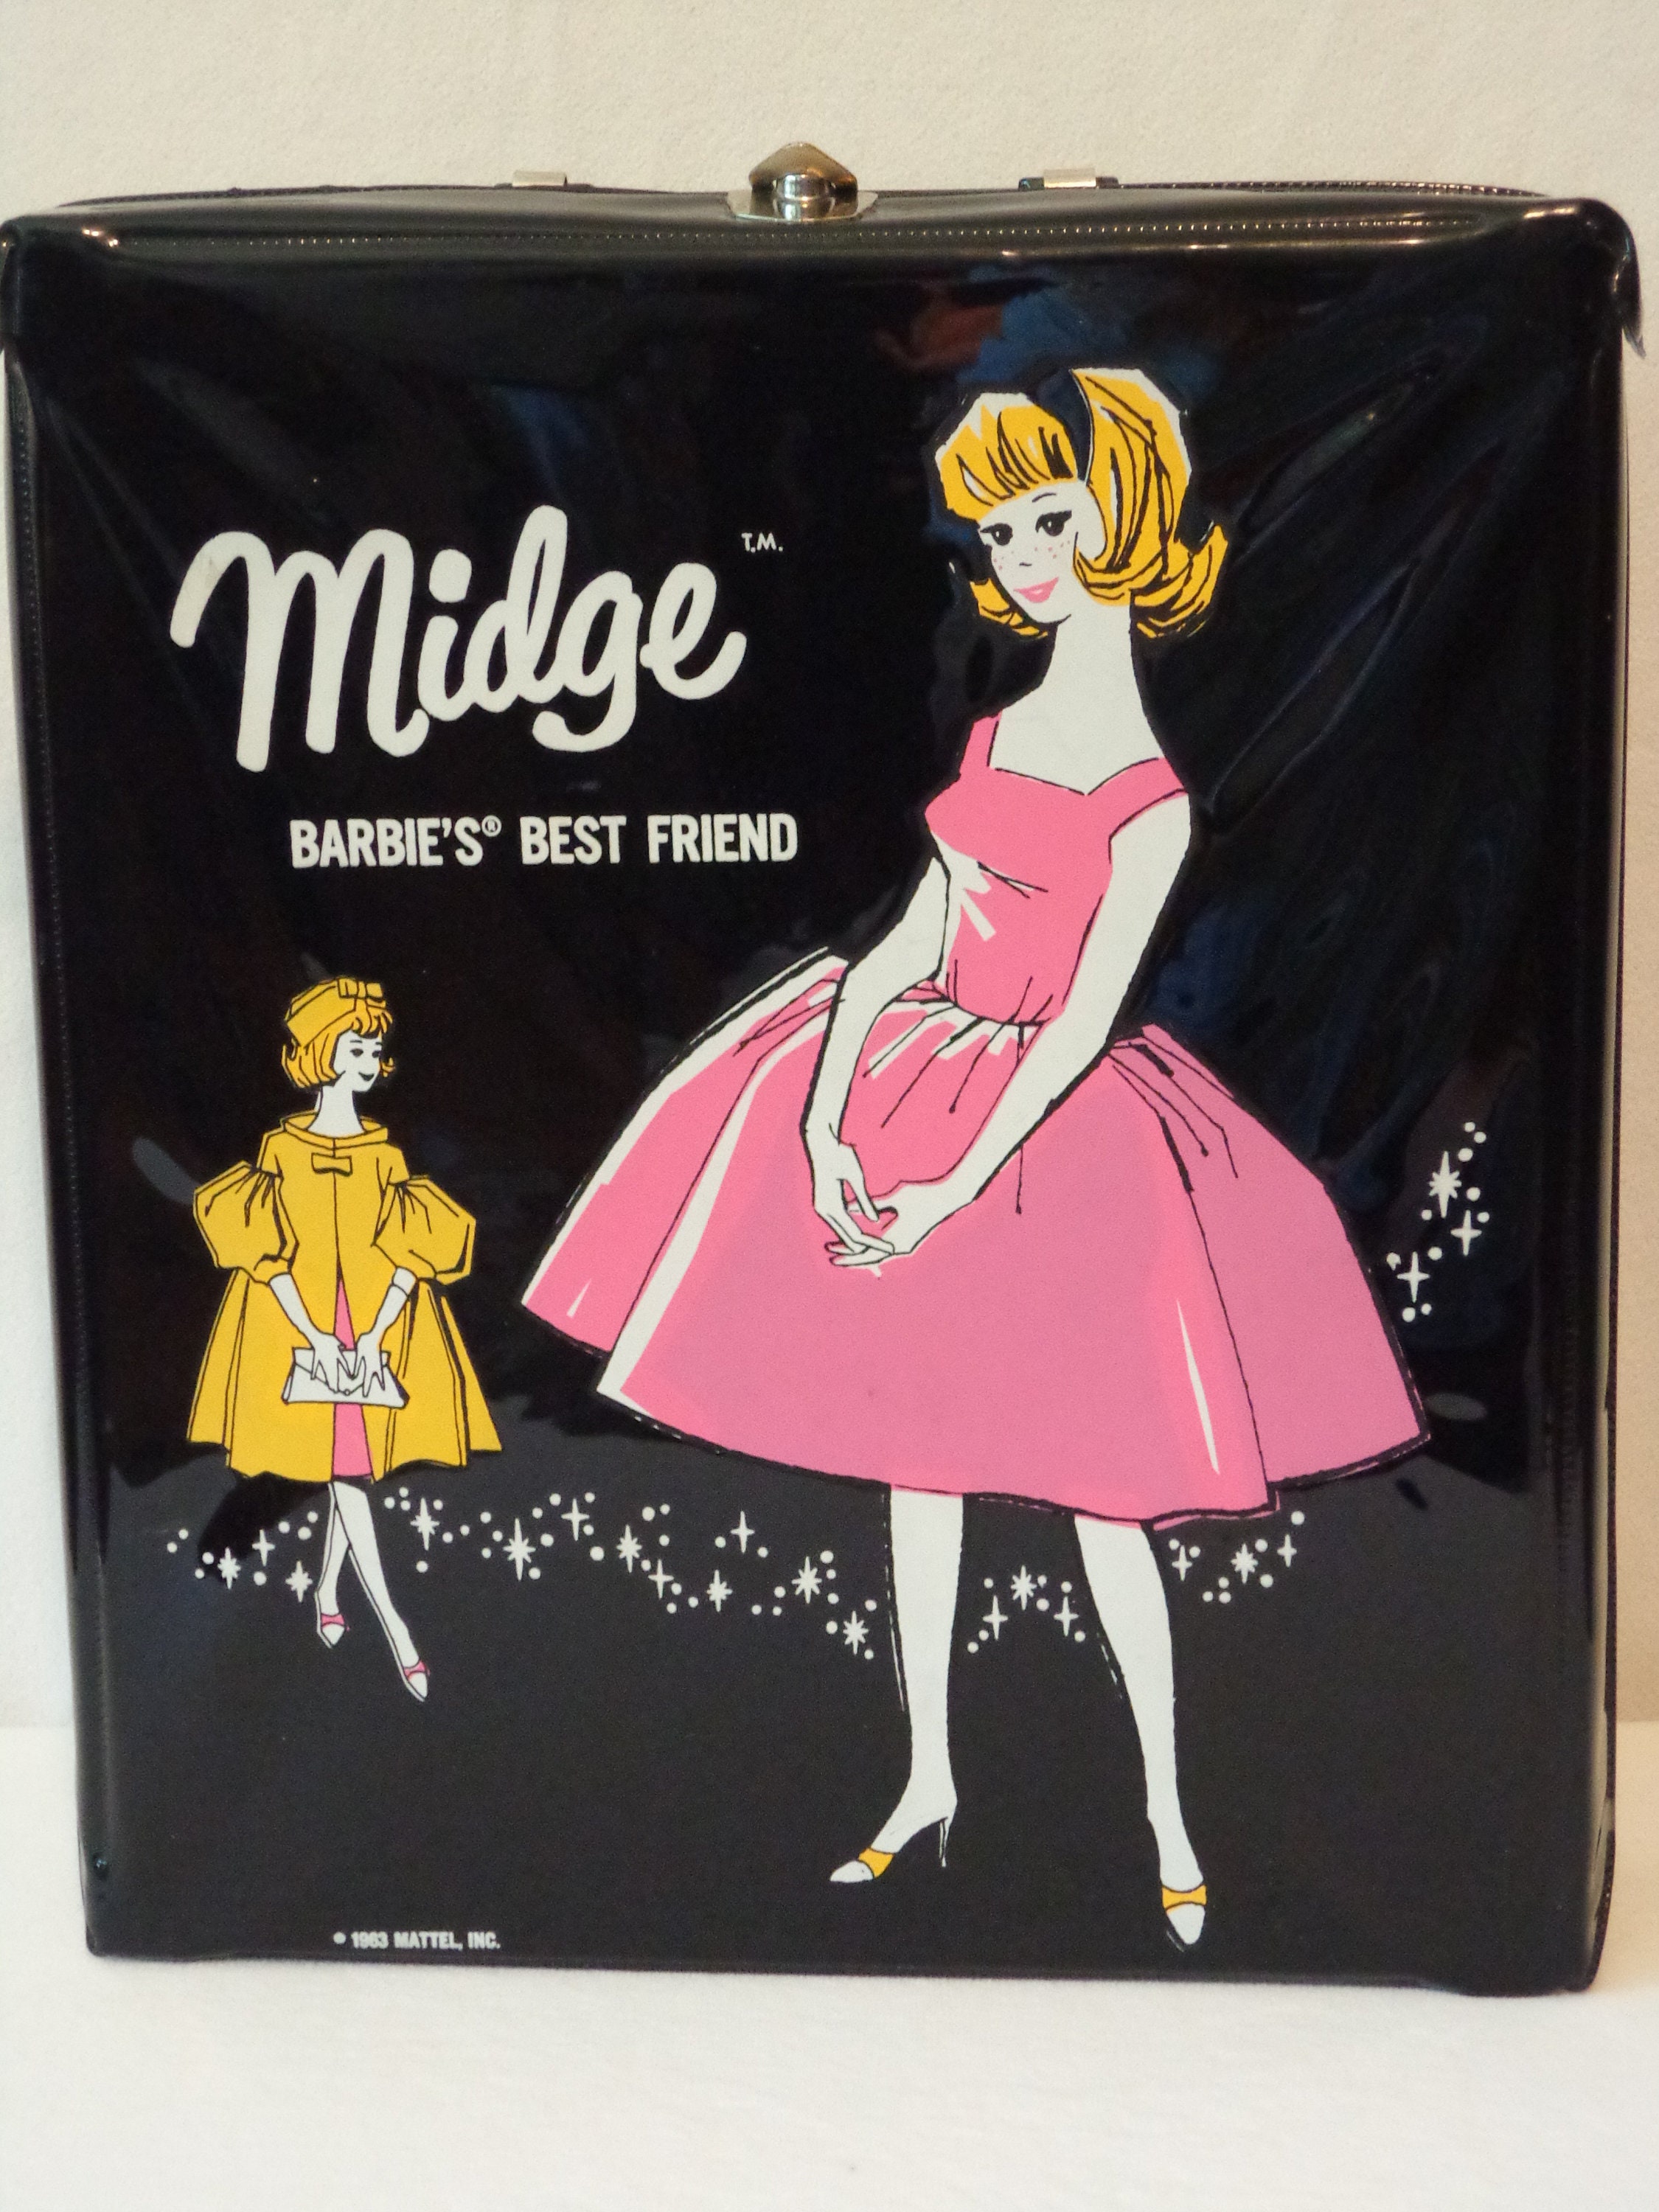 Midge T.M.
BARBIE'S® BEST FRIEND
© 1963 MATTEL, INC.